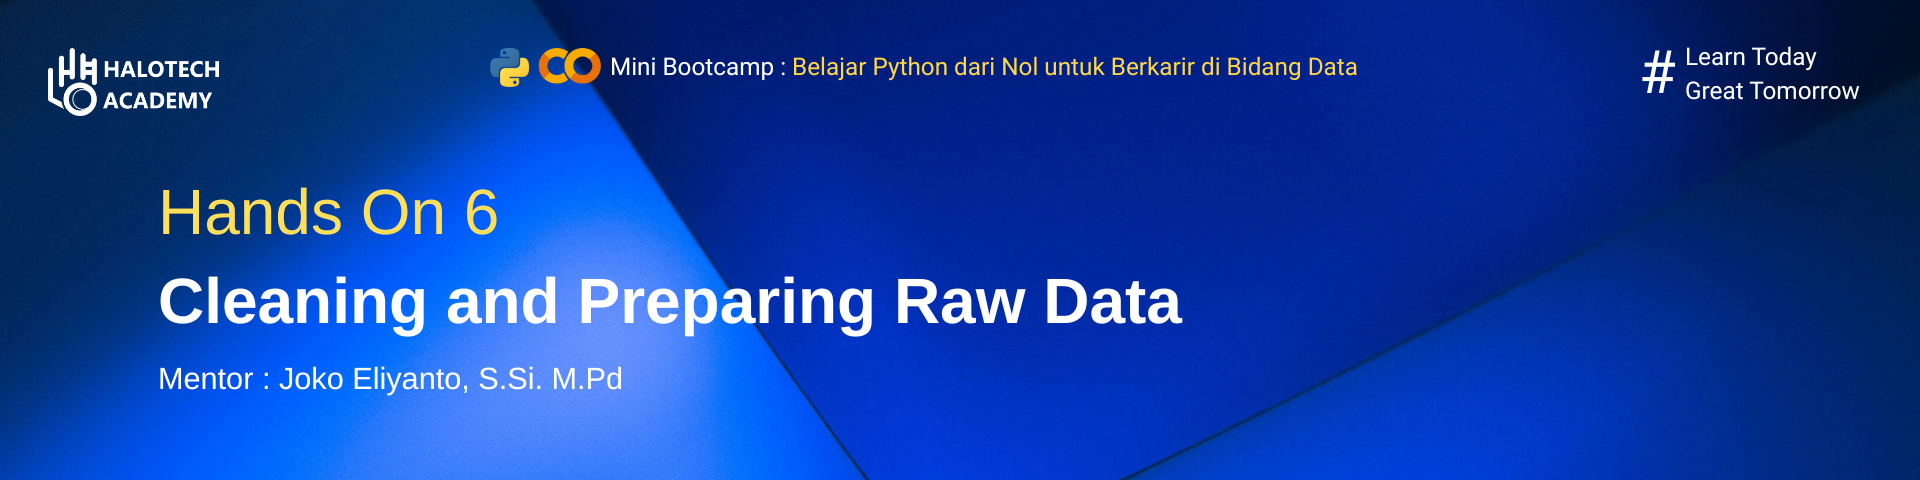 HALOTECH
ACADEMY
Mini Bootcamp : Belajar Python dari Nol untuk Berkarir di Bidang Data
# Learn Today
Great Tomorrow
Hands On 6
Cleaning and Preparing Raw Data
Mentor : Joko Eliyanto, S.Si. M.Pd